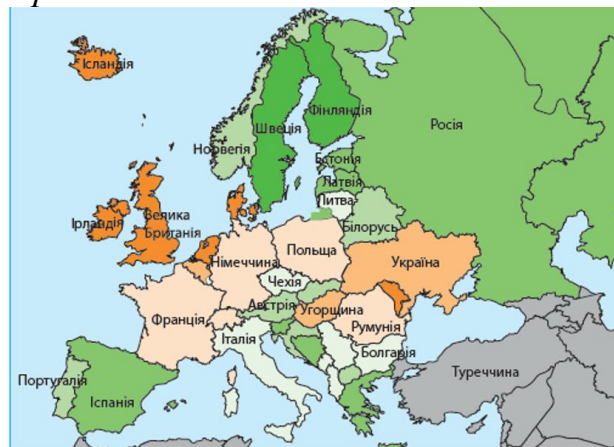 Ісландія
Фінляндія
Швеція
Норвегія
Росія
Естонія
Латвія
Литва
Ірландія
Велика
Британія
Білорусь
Польща
Німеччина
Україна
Чехія
Австрія
Угорщина
Франція
Румунія
Італія
Болгарія
Туреччина
Португалія
Іспанія